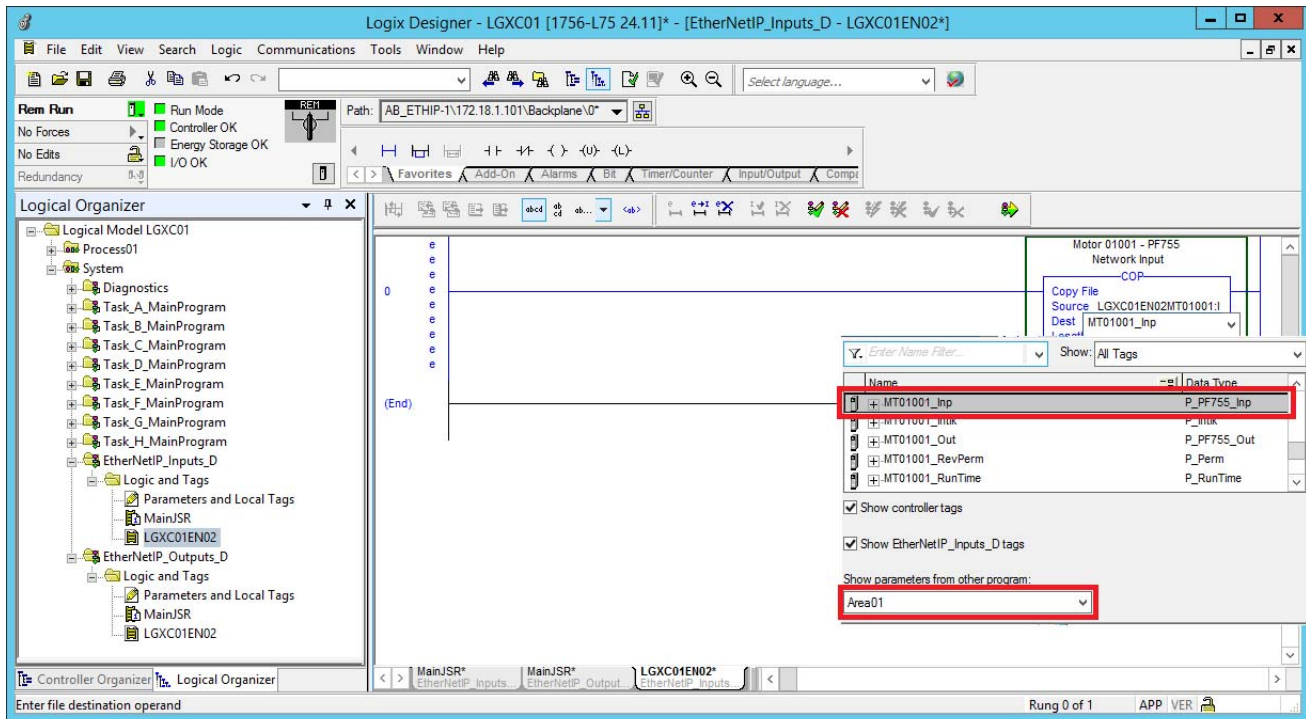 Logix Designer - LGXC01 [1756-L75 24.11]* - [EtherNetIP_Inputs_D - LGXC01EN02*]
File Edit View Search Logic Communications Tools Window Help
Select language...
Rem Run
Run Mode
REM
Path: AB_ETHIP-1\172.18.1.101\Backplane\0*
No Forces
Controller OK
Energy Storage OK
No Edits
I/O OK
Redundancy
Favorites Add-On Alarms Bit Timer/Counter Input/Output
Logical Organizer
Logical Model LGXC01
Process01
System
Diagnostics
Task_A_MainProgram
Task_B_MainProgram
Task_C_MainProgram
Task_D_MainProgram
Task_E_MainProgram
Task_F_MainProgram
Task_G_MainProgram
Task_H_MainProgram
EtherNetIP_Inputs_D
Logic and Tags
Parameters and Local Tags
MainJSR
LGXC01EN02
EtherNetIP_Outputs_D
Logic and Tags
Parameters and Local Tags
MainJSR
LGXC01EN02
Controller Organizer Logical Organizer
e
e
e
0 e
e
e
e
e
e
(End)
Motor 01001 - PF755
Network Input
COP
Copy File
Source LGXC01EN02MT01001:I
Dest MT01001_Inp
Enter Name Filter...
Show: All Tags
Name Data Type
MT01001_Inp P_PF755_Inp
MT01001_Intlk P_Intlk
MT01001_Out P_PF755_Out
MT01001_RevPerm P_Perm
MT01001_RunTime P_RunTime
Show controller tags
Show EtherNetIP_Inputs_D tags
Show parameters from other program:
Area01
MainJSR* MainJSR* LGXC01EN02*
EtherNetIP_Inputs... EtherNetIP_Output... EtherNetIP_Inputs...
Enter file destination operand
Rung 0 of 1 APP VER